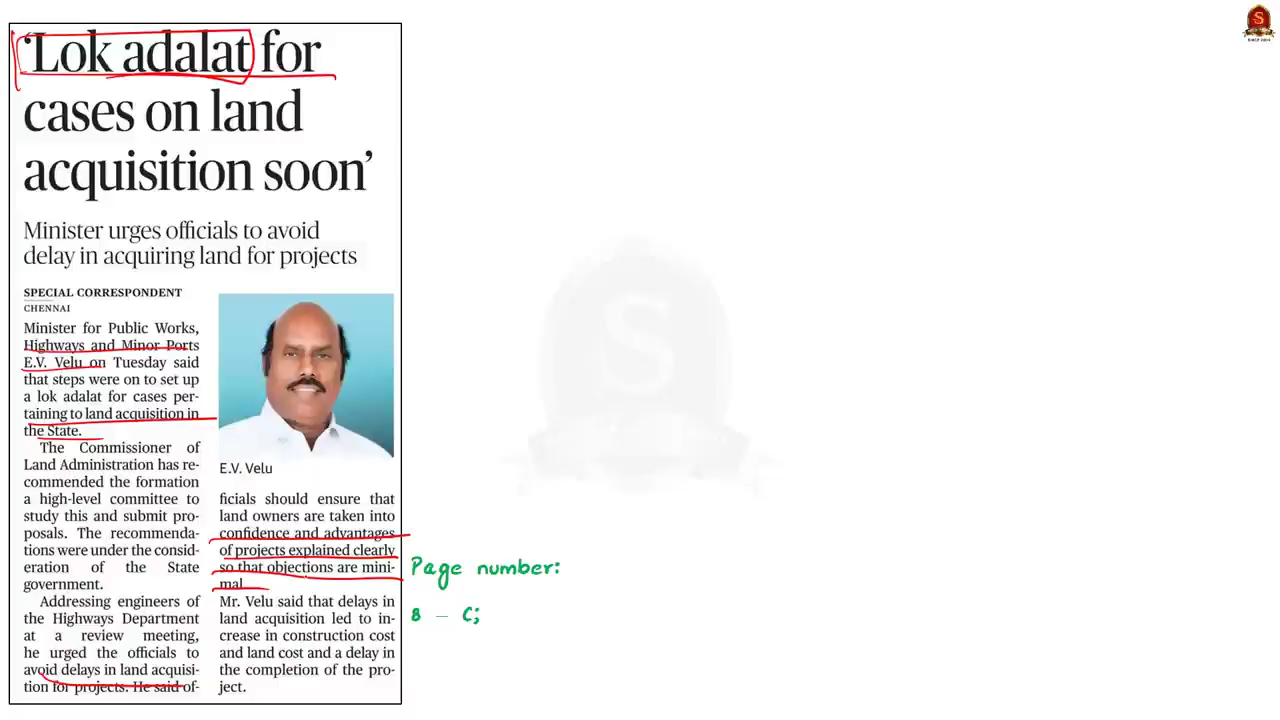 ‘Lok adalat for
cases on land
acquisition soon’
Minister urges officials to avoid
delay in acquiring land for projects
SPECIAL CORRESPONDENT
CHENNAI
Minister for Public Works,
Highways and Minor Ports
E.V. Velu on Tuesday said
that steps were on to set up
a lok adalat for cases per-
taining to land acquisition in
the State.
The Commissioner of
Land Administration has re-
commended the formation
a high-level committee to
study this and submit pro-
posals. The recommenda-
tions were under the consid-
eration of the State
government.
Addressing engineers of
the Highways Department
at a review meeting,
he urged the officials to
avoid delays in land acquisi-
tion for projects. He said of-
E.V. Velu
ficials should ensure that
land owners are taken into
confidence and advantages
of projects explained clearly
so that objections are mini-
mal.
Mr. Velu said that delays in
land acquisition led to in-
crease in construction cost
and land cost and a delay in
the completion of the pro-
ject.
Page number:
8 – C;
S
SINCE 2004
S